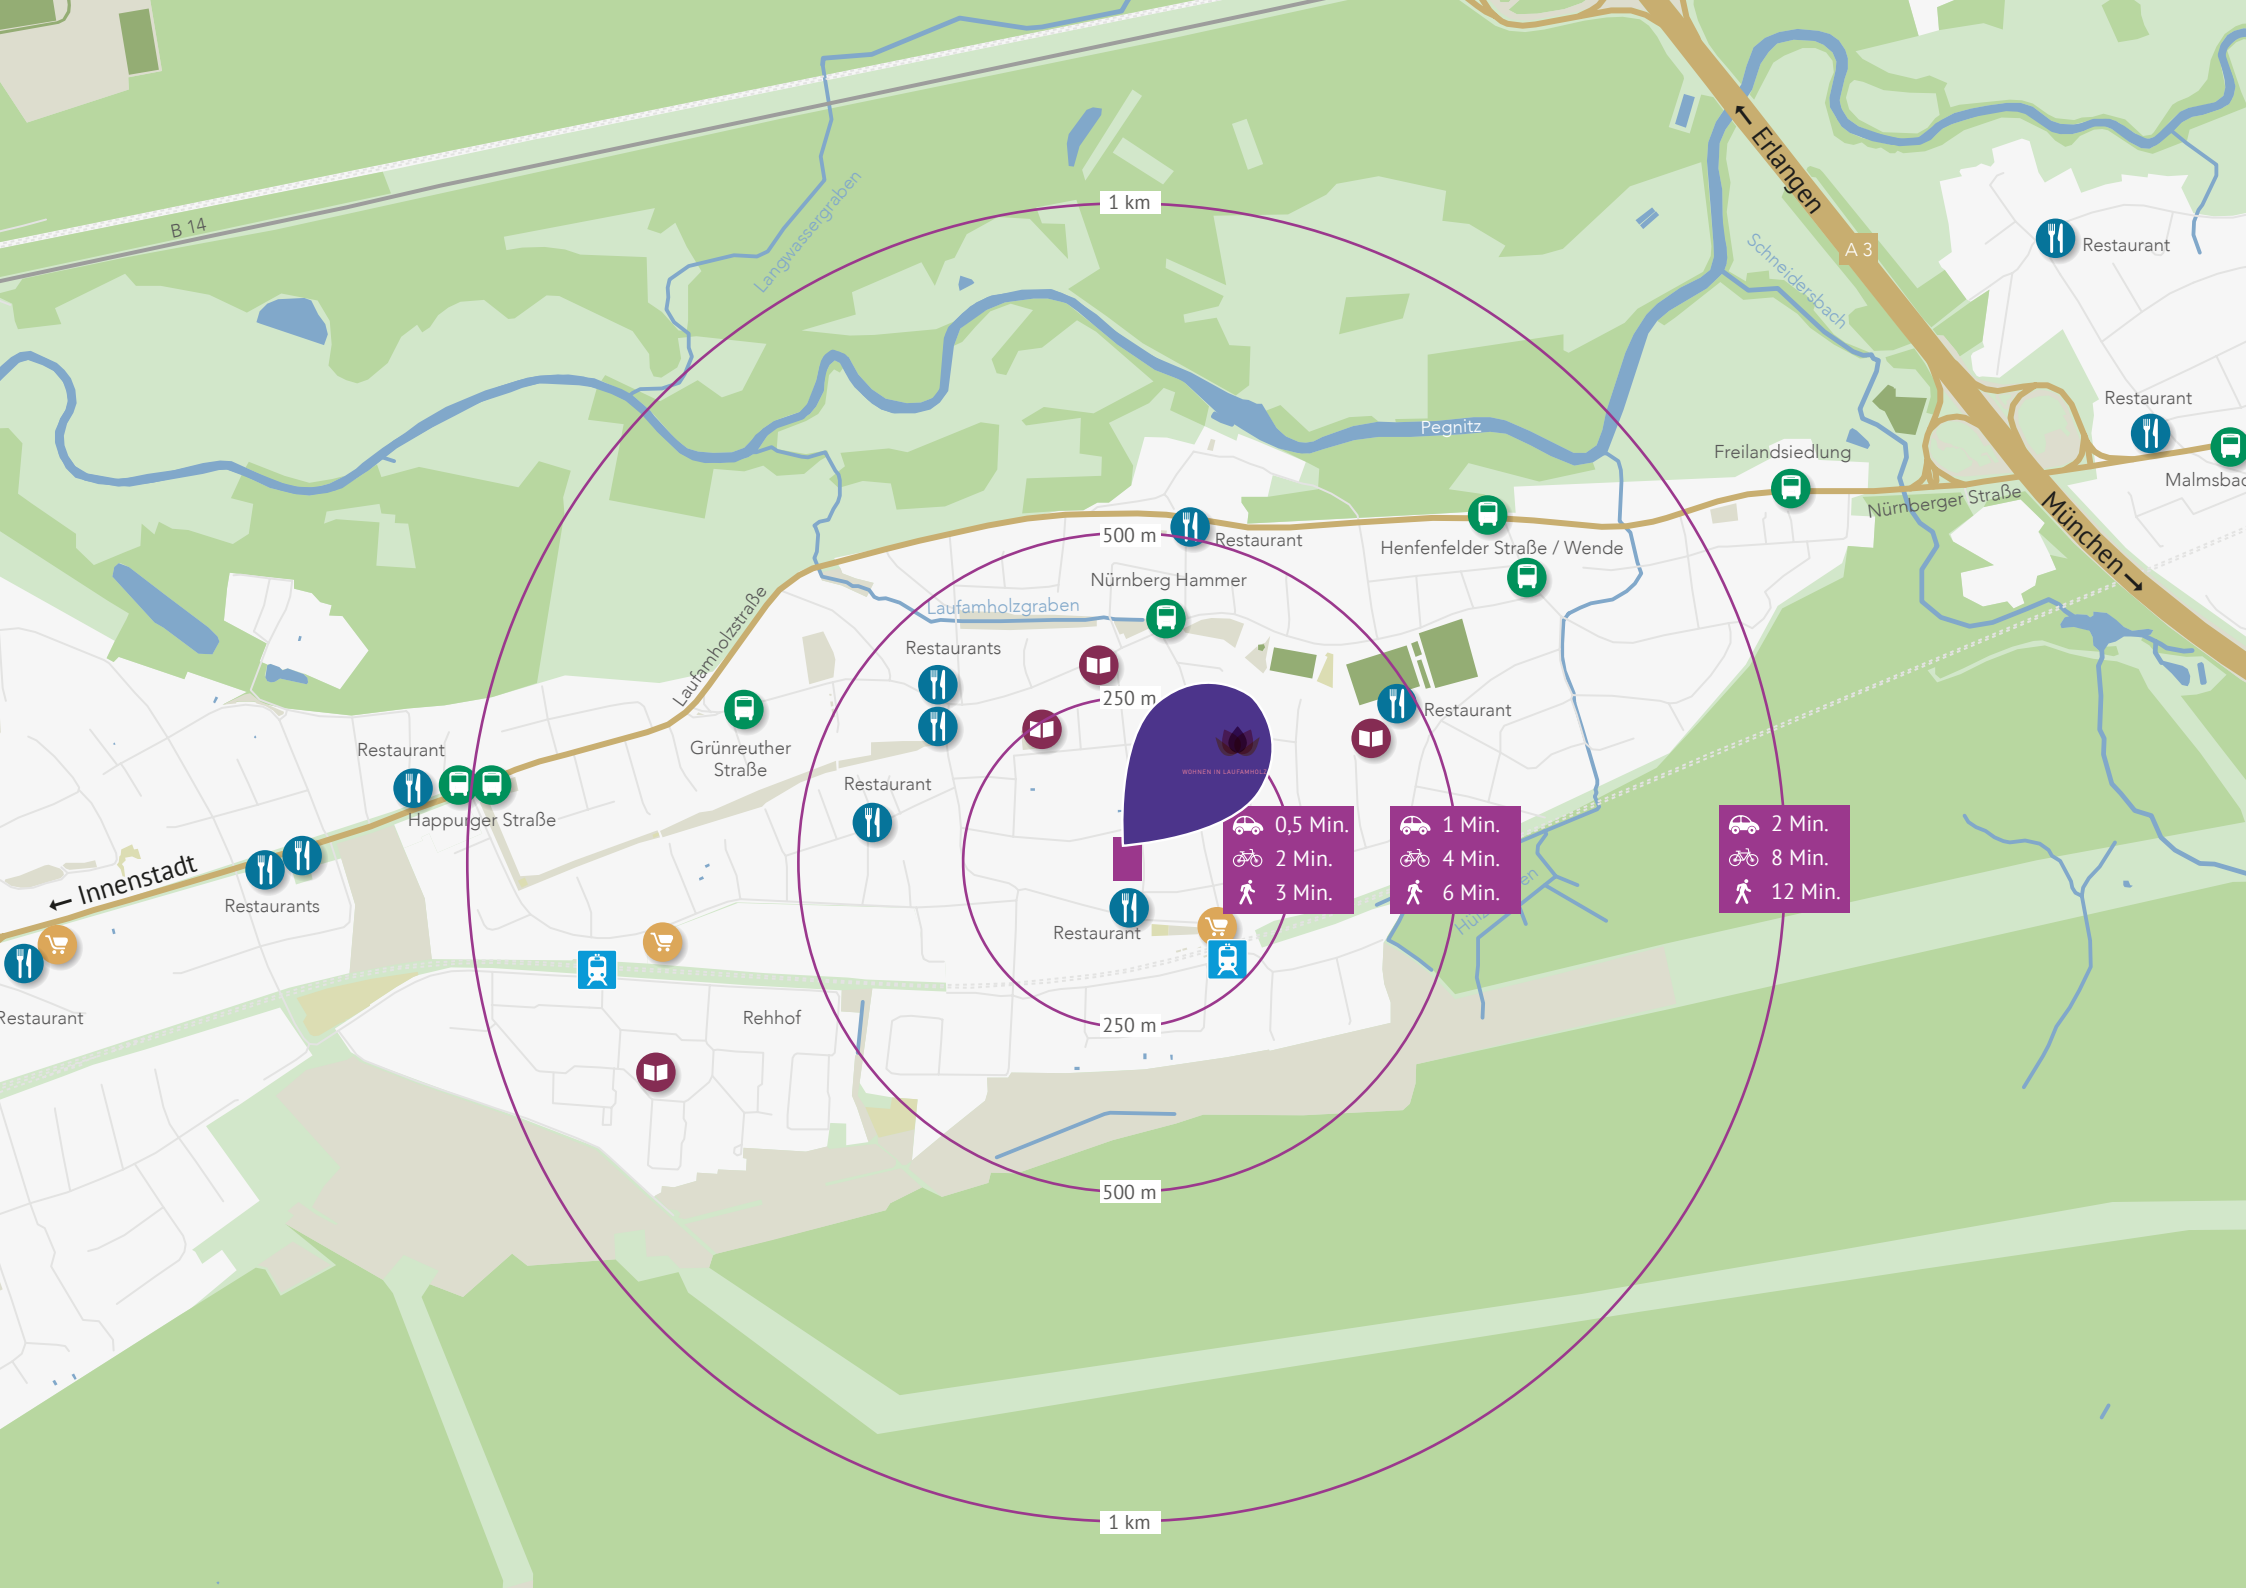 1 km
Erlangen
B 14
Langwassergraben
A 3
Schneidersbach
Restaurant
Restaurant
Pegnitz
Freilandsiedlung
Malmsbac
Nürnberger Straße
München
500 m
Restaurant
Henfenfelder Straße / Wende
Nürnberg Hammer
Laufamholzgraben
Laufamholzstraße
Restaurants
250 m
Restaurant
Grünreuther
Straße
Restaurant
WOHNEN IN LAUFAMHOLZ
Restaurant
Happurger Straße
0,5 Min.
2 Min.
3 Min.
1 Min.
4 Min.
6 Min.
2 Min.
8 Min.
12 Min.
Innenstadt
Restaurants
Restaurant
Restaurant
Rehhof
250 m
500 m
1 km